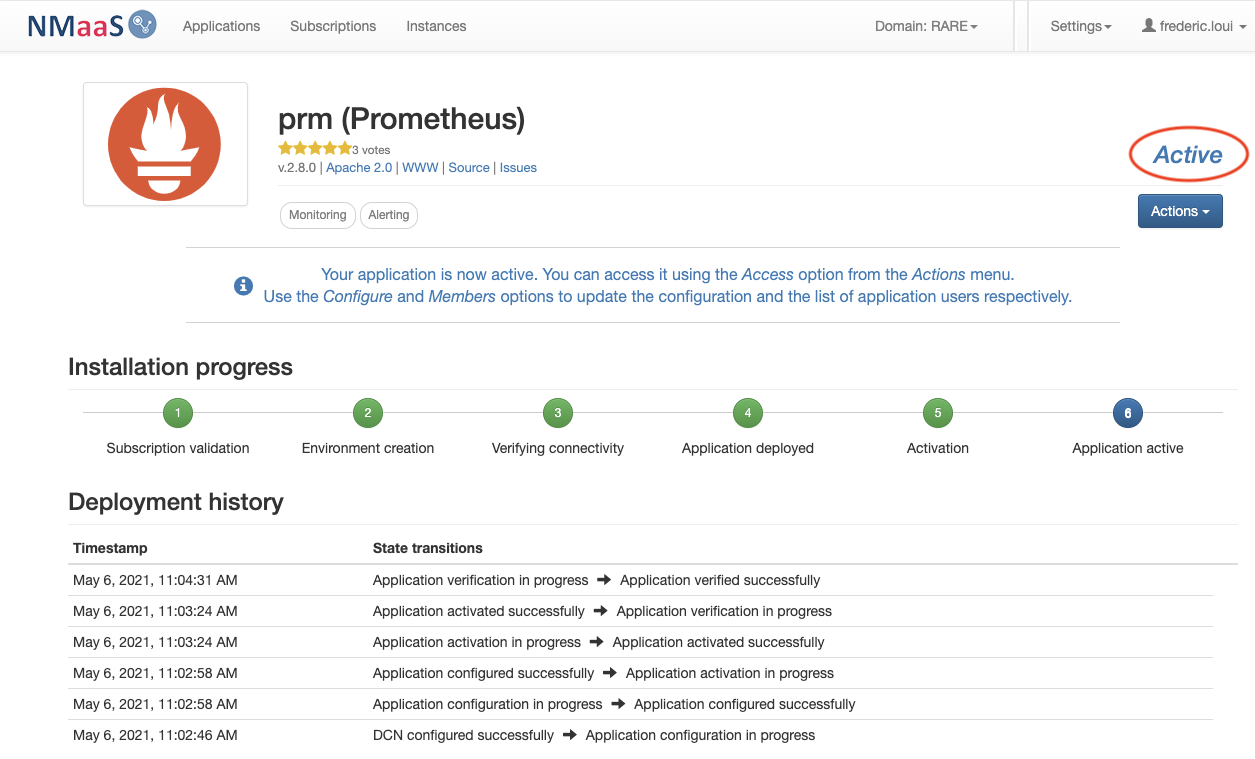 NMaaS Applications Subscriptions Instances Domain: RARE Settings frederic.loui
prm (Prometheus)
3 votes
v.2.8.0 | Apache 2.0 | WWW | Source | Issues
Active
Monitoring Alerting
Actions
Your application is now active. You can access it using the Access option from the Actions menu.
Use the Configure and Members options to update the configuration and the list of application users respectively.
Installation progress
1 2 3 4 5 6
Subscription validation Environment creation Verifying connectivity Application deployed Activation Application active
Deployment history
Timestamp State transitions
May 6, 2021, 11:04:31 AM Application verification in progress ➔ Application verified successfully
May 6, 2021, 11:03:24 AM Application activated successfully ➔ Application verification in progress
May 6, 2021, 11:03:24 AM Application activation in progress ➔ Application activated successfully
May 6, 2021, 11:02:58 AM Application configured successfully ➔ Application activation in progress
May 6, 2021, 11:02:58 AM Application configuration in progress ➔ Application configured successfully
May 6, 2021, 11:02:46 AM DCN configured successfully ➔ Application configuration in progress